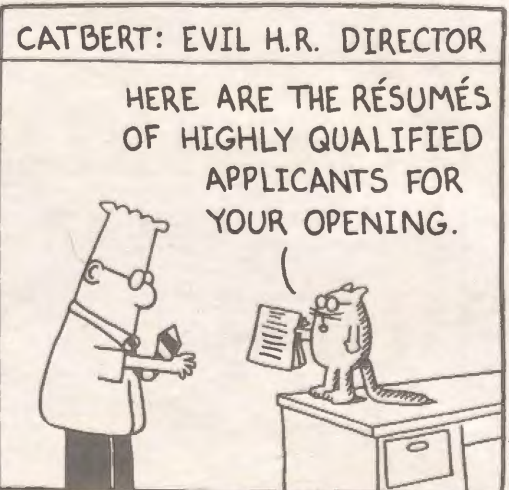 CATBERT: EVIL H.R. DIRECTOR
HERE ARE THE RÉSUMÉS
OF HIGHLY QUALIFIED
APPLICANTS FOR
YOUR OPENING.